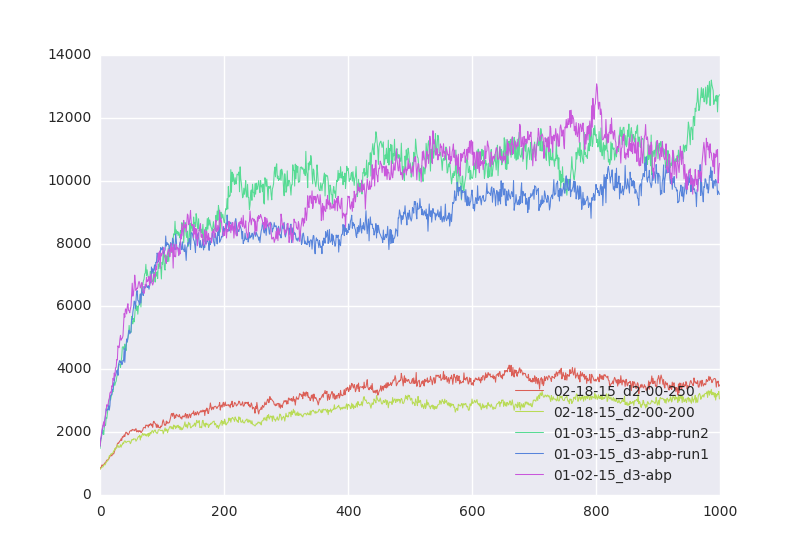 14000
12000
10000
8000
6000
4000
2000
0
0 200 400 600 800 1000
02-18-15_d2-00-250
02-18-15_d2-00-200
01-03-15_d3-abp-run2
01-03-15_d3-abp-run1
01-02-15_d3-abp